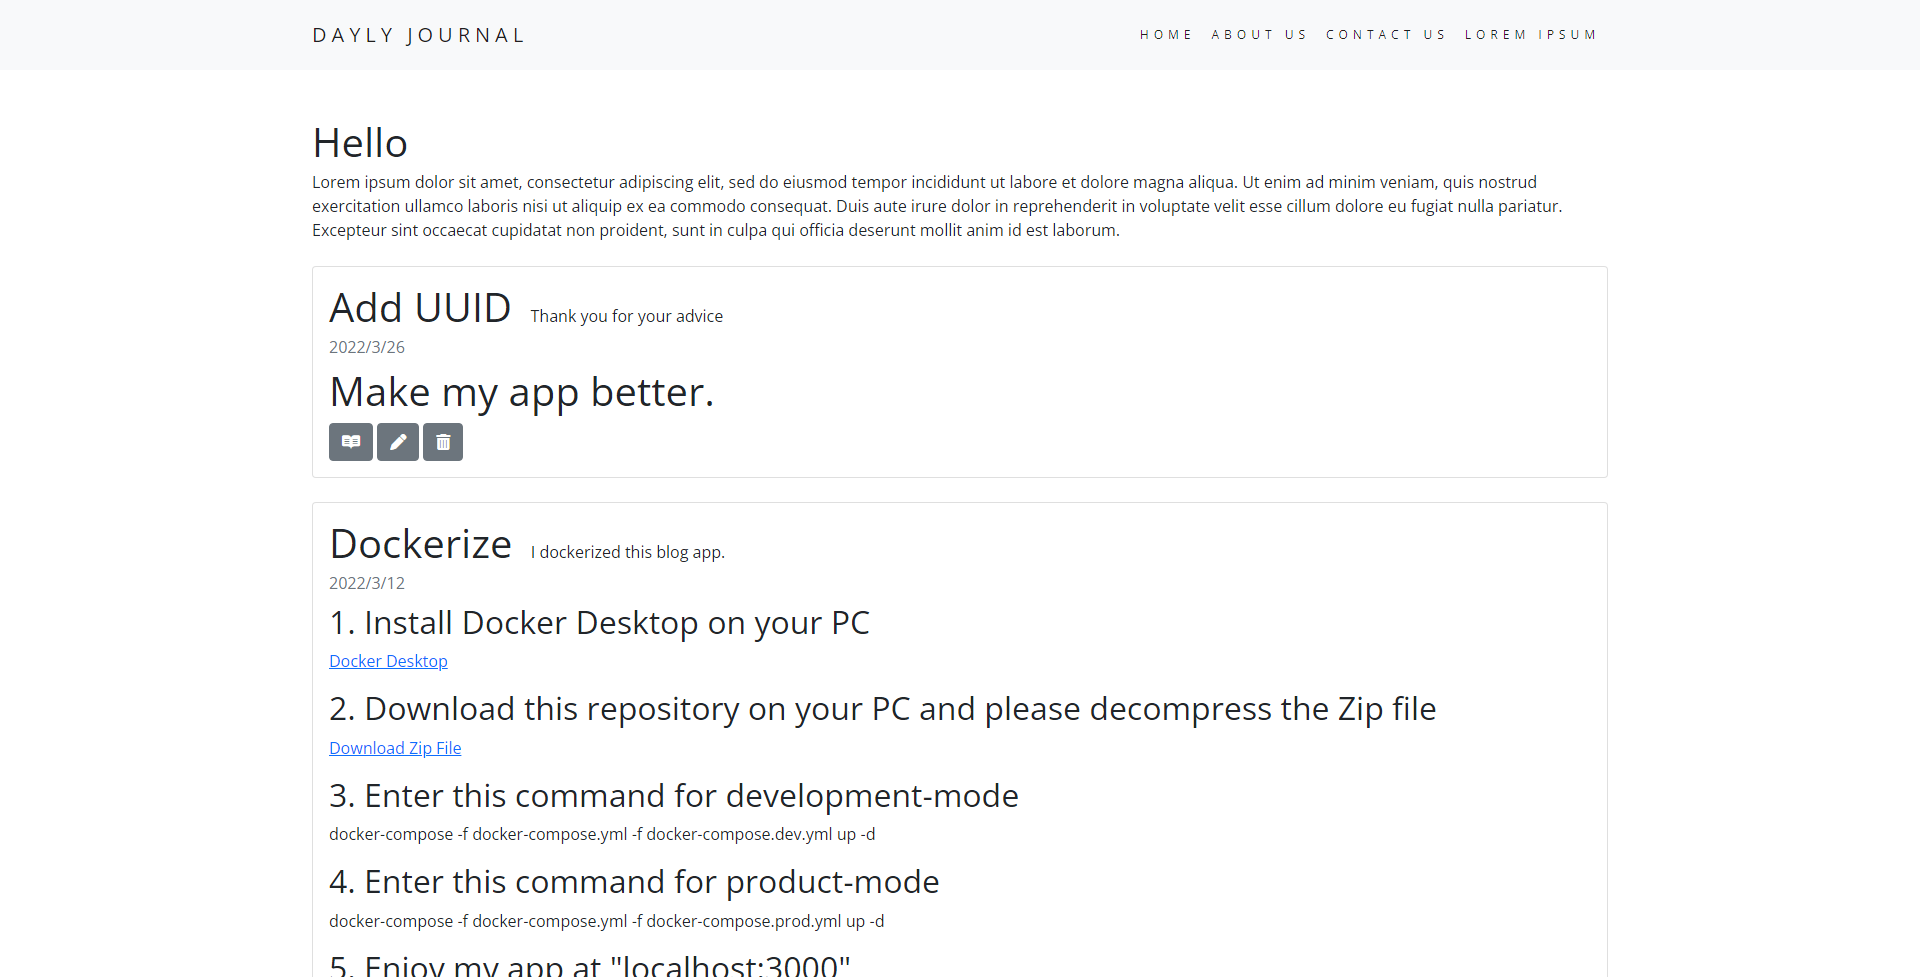 DAYLY JOURNAL
HOME ABOUT US CONTACT US LOREM IPSUM
Hello
Lorem ipsum dolor sit amet, consectetur adipiscing elit, sed do eiusmod tempor incididunt ut labore et dolore magna aliqua. Ut enim ad minim veniam, quis nostrud
exercitation ullamco laboris nisi ut aliquip ex ea commodo consequat. Duis aute irure dolor in reprehenderit in voluptate velit esse cillum dolore eu fugiat nulla pariatur.
Excepteur sint occaecat cupidatat non proident, sunt in culpa qui officia deserunt mollit anim id est laborum.
Add UUID Thank you for your advice
2022/3/26
Make my app better.
Dockerize I dockerized this blog app.
2022/3/12
1. Install Docker Desktop on your PC
Docker Desktop
2. Download this repository on your PC and please decompress the Zip file
Download Zip File
3. Enter this command for development-mode
docker-compose -f docker-compose.yml -f docker-compose.dev.yml up -d
4. Enter this command for product-mode
docker-compose -f docker-compose.yml -f docker-compose.prod.yml up -d
5. Enjoy my app at "localhost:3000"